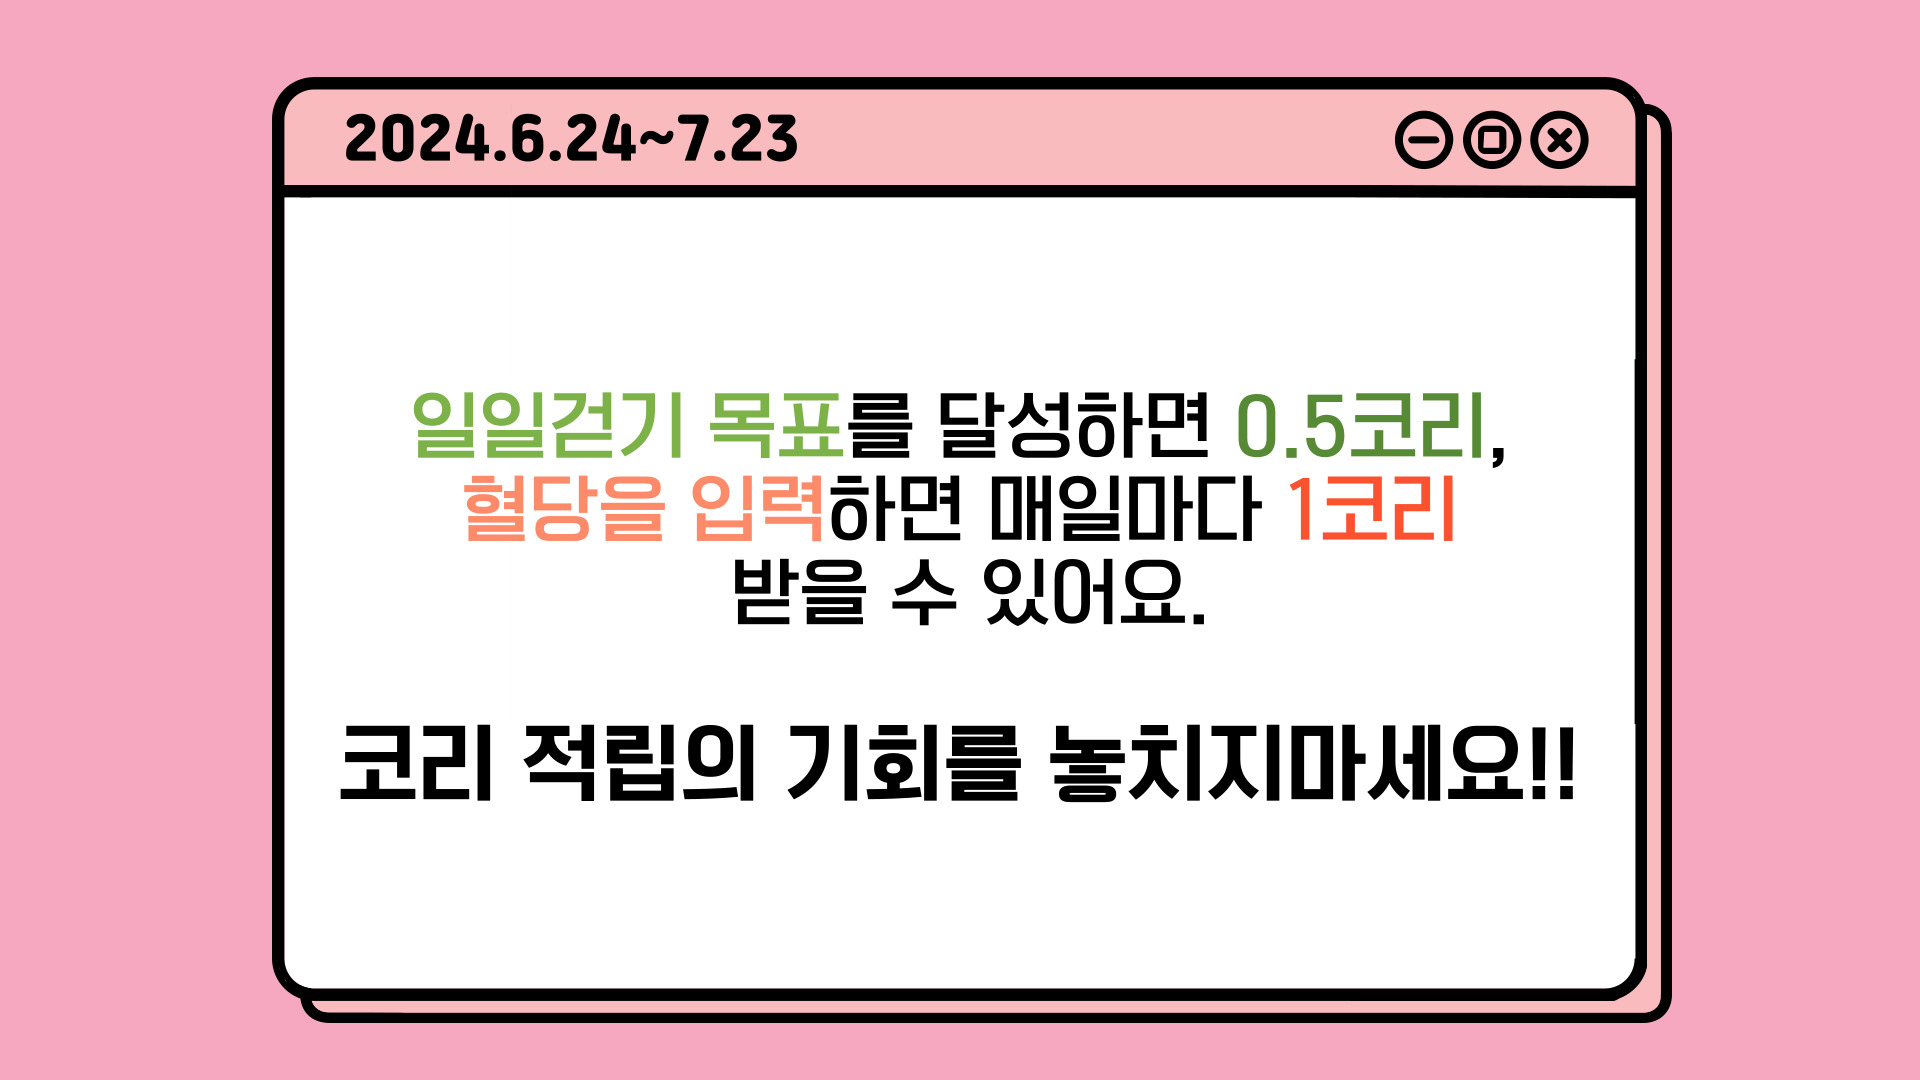 2024.6.24~7.23
일일걷기 목표를 달성하면 0.5코리,
혈당을 입력하면 매일마다 1코리
받을 수 있어요.
코리 적립의 기회를 놓치지마세요!!